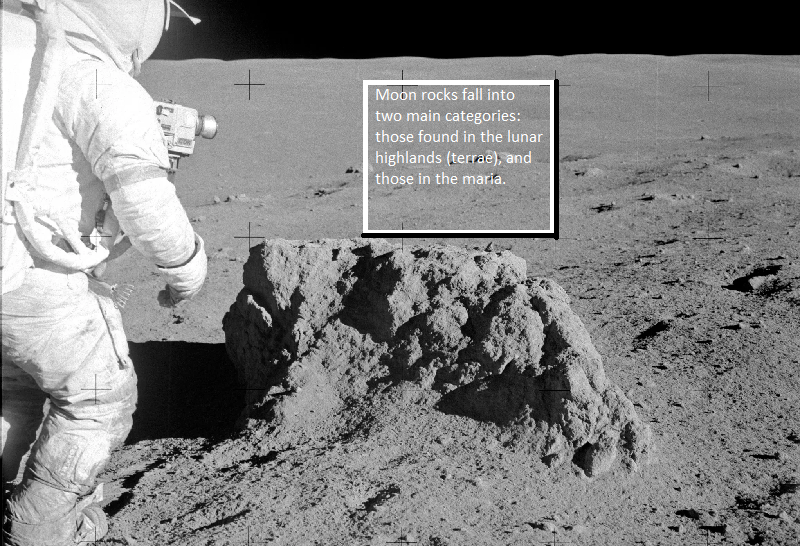 Moon rocks fall into
two main categories:
those found in the lunar
highlands (terrae), and
those in the maria.